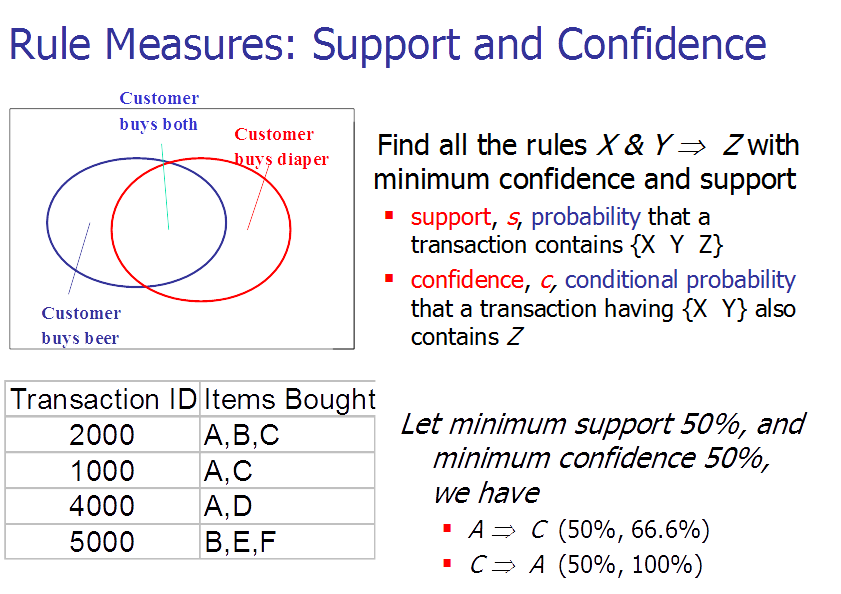 Rule Measures: Support and Confidence
Customer
buys both
Customer
buys diaper
Customer
buys beer
Find all the rules X & Y ⇒ Z with
minimum confidence and support
▪ support, s, probability that a
transaction contains {X Y Z}
▪ confidence, c, conditional probability
that a transaction having {X Y} also
contains Z
Transaction ID Items Bought
2000 A,B,C
1000 A,C
4000 A,D
5000 B,E,F
Let minimum support 50%, and
minimum confidence 50%,
we have
▪ A ⇒ C (50%, 66.6%)
▪ C ⇒ A (50%, 100%)